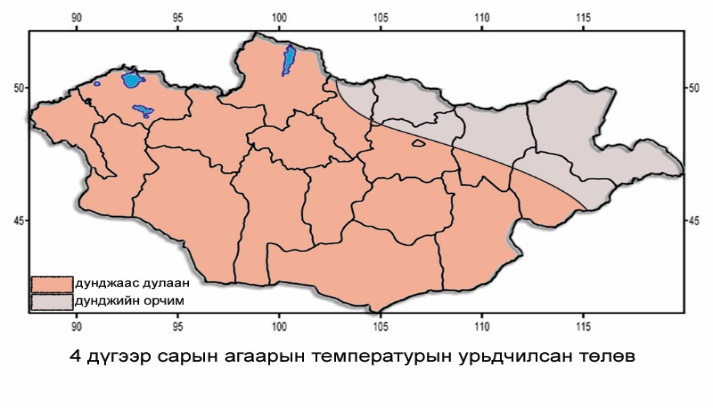 90 95 100 105 110 115
50 50
45 45
дунджаас дулаан
дунджийн орчим
90 95 100 105 110 115
4 дүгээр сарын агаарын температурын урьдчилсан төлөв